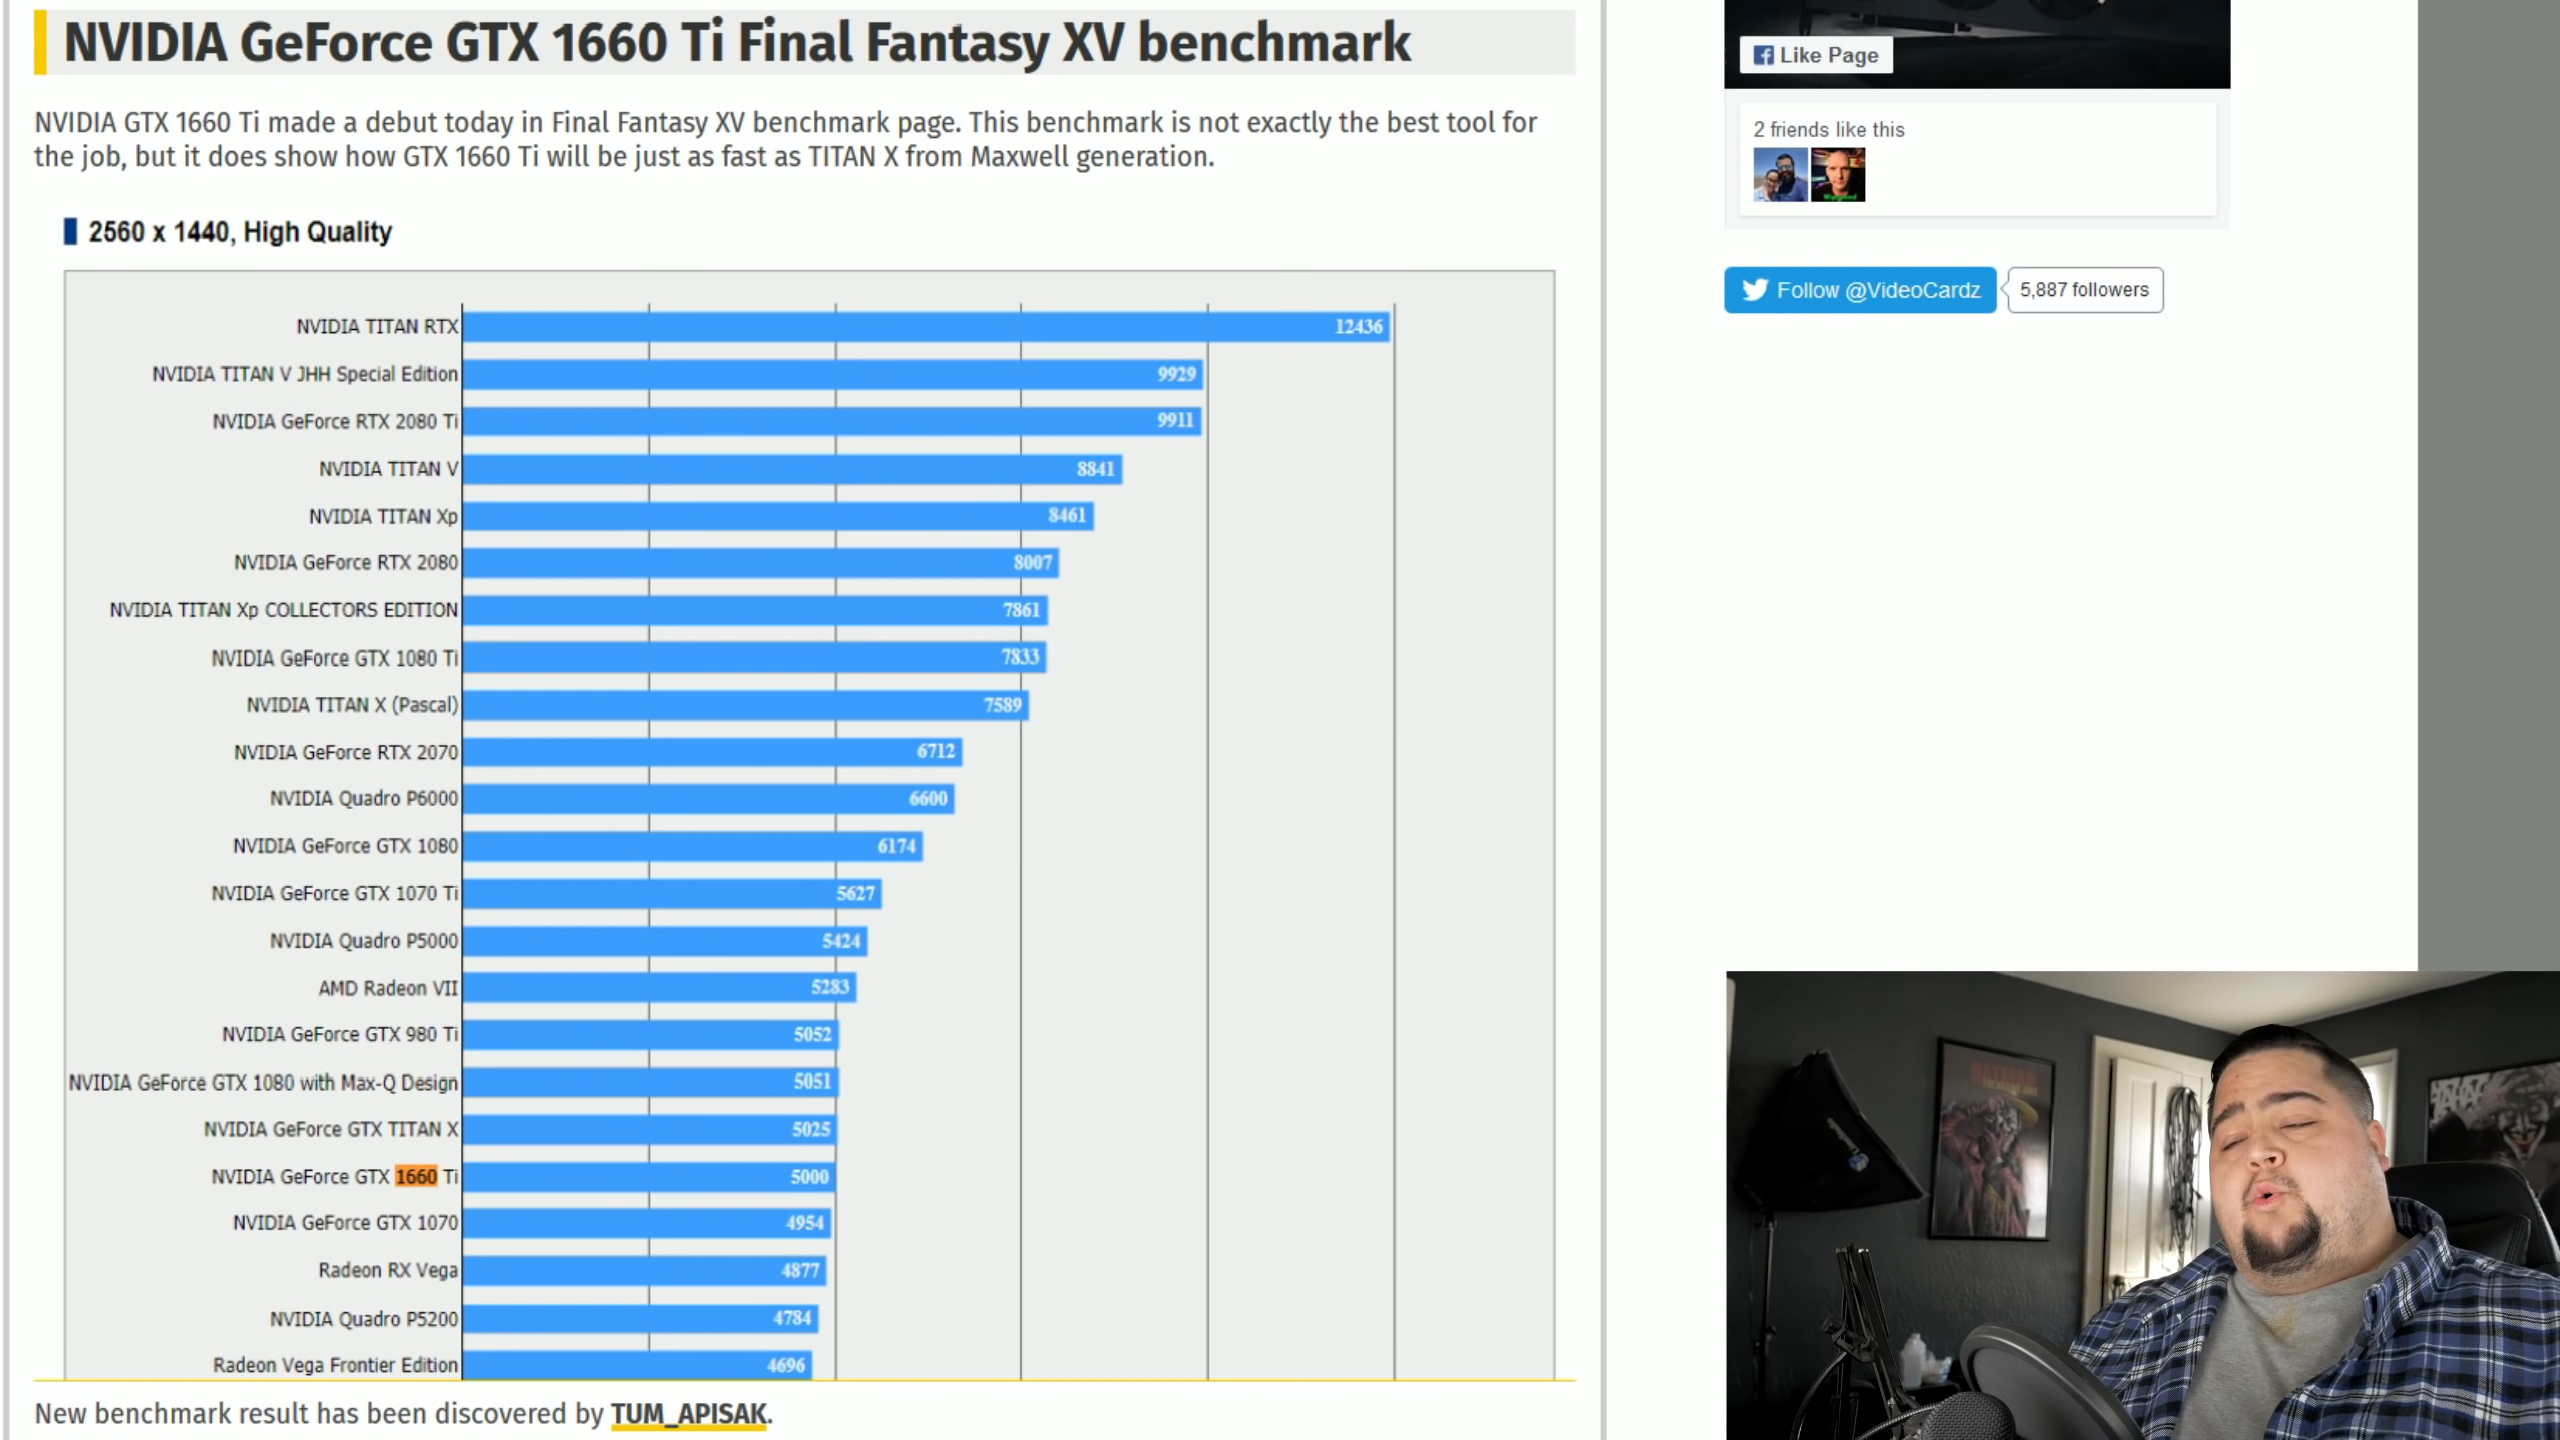 NVIDIA GeForce GTX 1660 Ti Final Fantasy XV benchmark
NVIDIA GTX 1660 Ti made a debut today in Final Fantasy XV benchmark page. This benchmark is not exactly the best tool for
the job, but it does show how GTX 1660 Ti will be just as fast as TITAN X from Maxwell generation.
2560 x 1440, High Quality
NVIDIA TITAN RTX 12436
NVIDIA TITAN V JHH Special Edition 9929
NVIDIA GeForce RTX 2080 Ti 9911
NVIDIA TITAN V 8841
NVIDIA TITAN Xp 8461
NVIDIA GeForce RTX 2080 8007
NVIDIA TITAN Xp COLLECTORS EDITION 7861
NVIDIA GeForce GTX 1080 Ti 7833
NVIDIA TITAN X (Pascal) 7589
NVIDIA GeForce RTX 2070 6712
NVIDIA Quadro P6000 6600
NVIDIA GeForce GTX 1080 6174
NVIDIA GeForce GTX 1070 Ti 5627
NVIDIA Quadro P5000 5424
AMD Radeon VII 5283
NVIDIA GeForce GTX 980 Ti 5052
NVIDIA GeForce GTX 1080 with Max-Q Design 5051
NVIDIA GeForce GTX TITAN X 5025
NVIDIA GeForce GTX 1660 Ti 5000
NVIDIA GeForce GTX 1070 4954
Radeon RX Vega 4877
NVIDIA Quadro P5200 4784
Radeon Vega Frontier Edition 4696
New benchmark result has been discovered by TUM_APISAK.
Like Page
2 friends like this
Follow @VideoCardz
5,887 followers